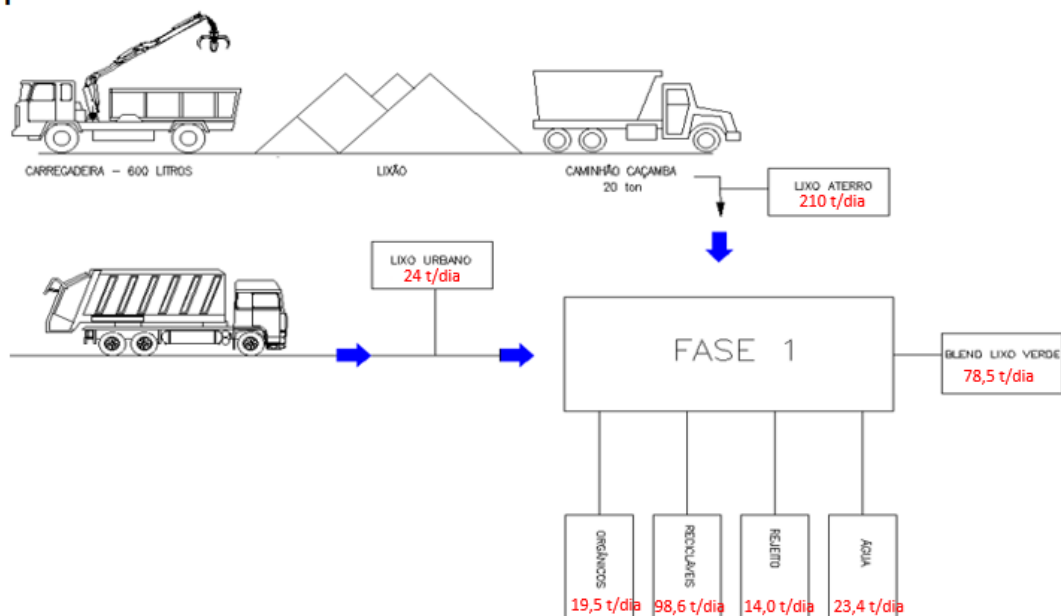 CARREGADEIRA - 600 LITROS
LIXÃO
CAMINHÃO CAÇAMBA
20 ton
LIXO ATERRO
210 t/dia
LIXO URBANO
24 t/dia
FASE 1
BLEND LIXO VERDE
78,5 t/dia
ORGÂNICOS
19,5 t/dia
RECICLAVEIS
98,6 t/dia
REJEITO
14,0 t/dia
ÁGUA
23,4 t/dia